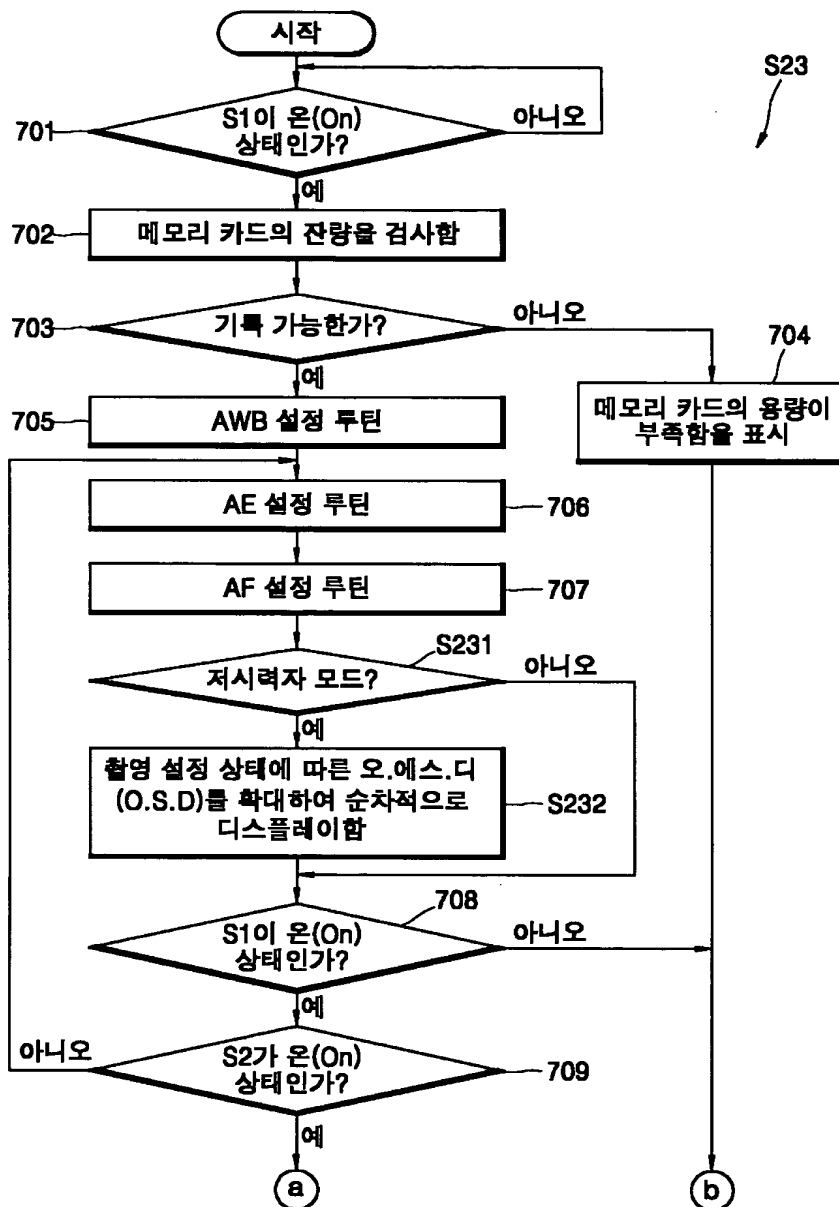 시작
S23
701
S1이 온(On)
상태인가?
아니오
예
702
메모리 카드의 잔량을 검사함
703
기록 가능한가?
아니오
예
704
메모리 카드의 용량이
부족함을 표시
705
AWB 설정 루틴
AE 설정 루틴
706
AF 설정 루틴
707
S231
저시력자 모드?
아니오
예
촬영 설정 상태에 따른 오.에스.디
(O.S.D)를 확대하여 순차적으로
디스플레이함
S232
708
S1이 온(On)
상태인가?
아니오
예
아니오
S2가 온(On)
상태인가?
709
예
a
b